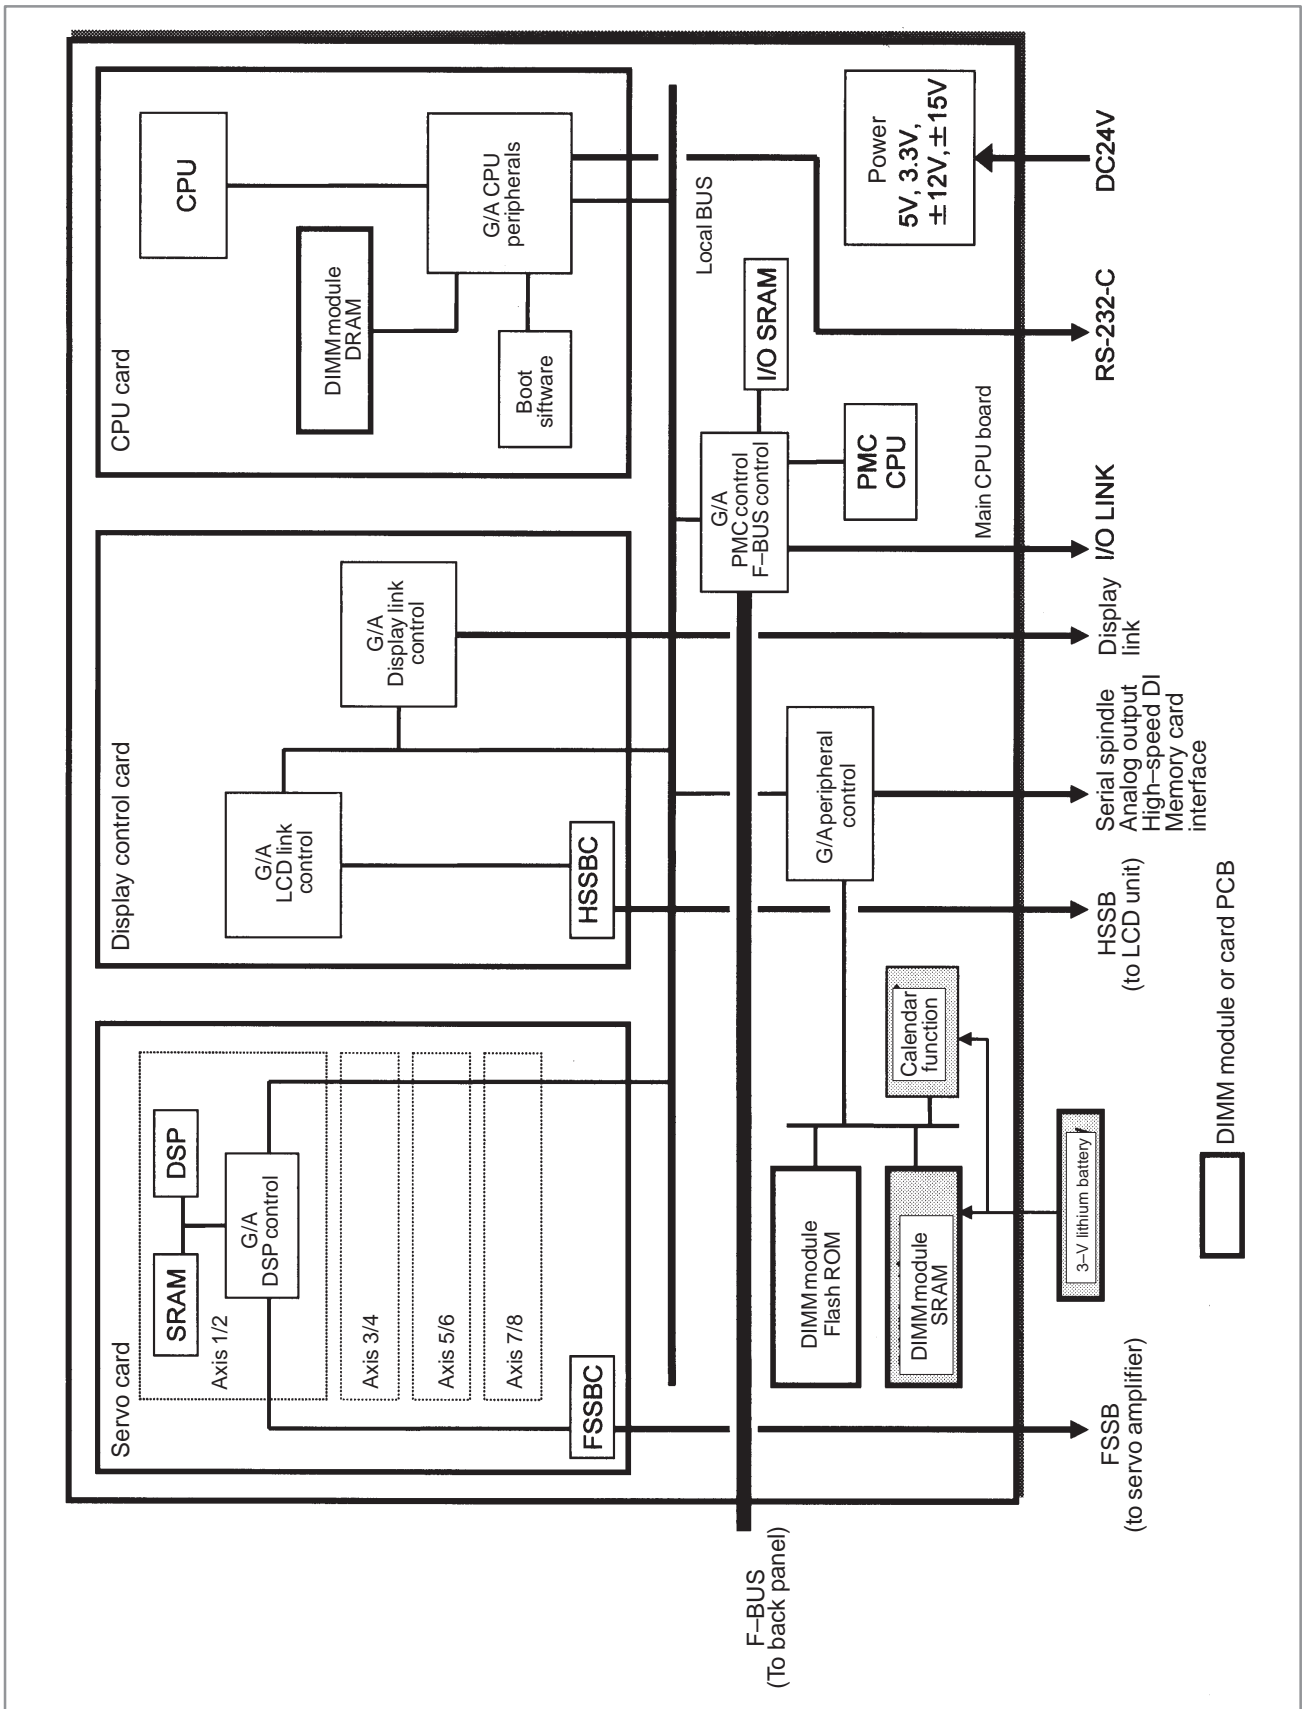 Servo card
Axis 1/2
SRAM
DSP
G/A
DSP control
Axis 3/4
Axis 5/6
Axis 7/8
FSSBC
Display control card
G/A
LCD link
control
G/A
Display link
control
HSSBC
CPU card
CPU
DIMM module
DRAM
G/A CPU
peripherals
Boot
siftware
Local BUS
F–BUS
(To back panel)
G/A
PMC control
F–BUS control
I/O SRAM
PMC
CPU
Power
5V, 3.3V,
±12V,±15V
DIMM module
Flash ROM
DIMM module
SRAM
Calendar
function
G/A peripheral
control
Main CPU board
3–V lithium battery
FSSB
(to servo amplifier)
HSSB
(to LCD unit)
Serial spindle
Analog output
High–speed DI
Memory card
interface
Display
link
I/O LINK
RS-232-C
DC24V
DIMM module or card PCB